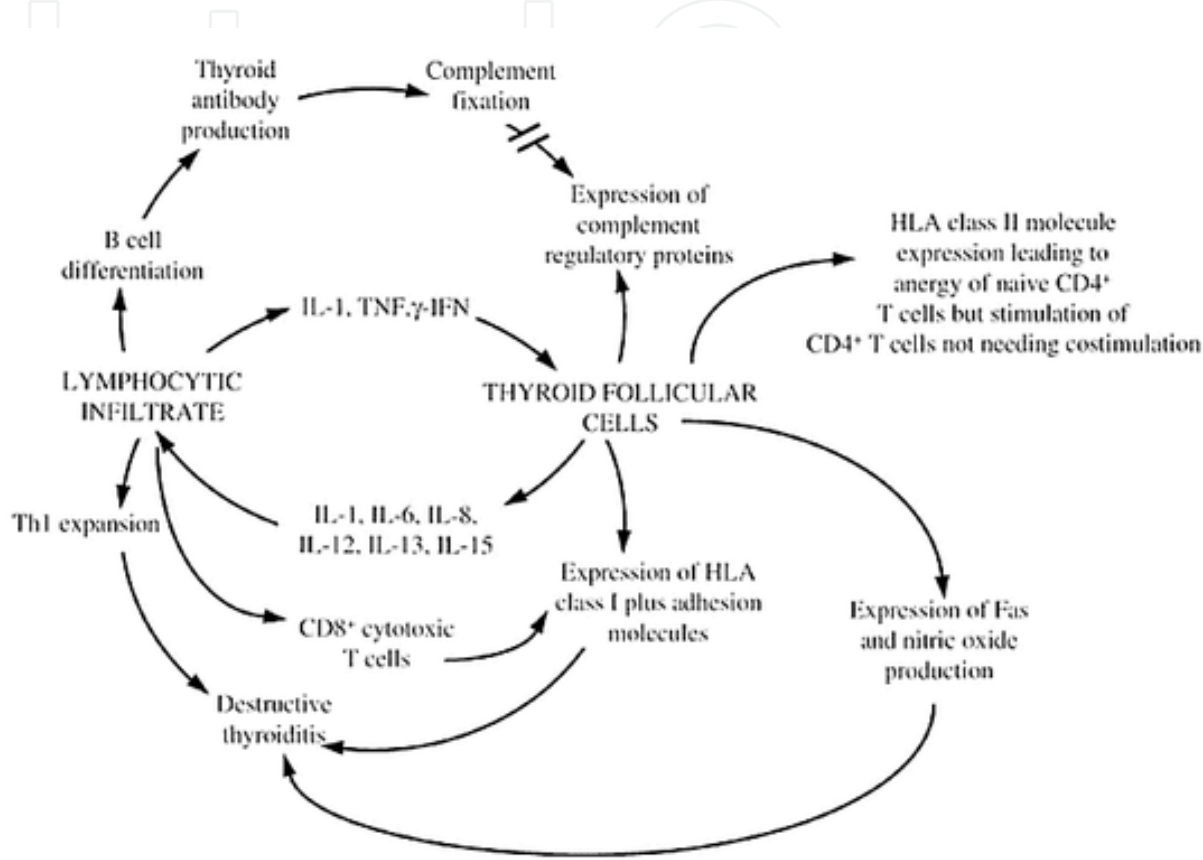 Thyroid
antibody
production
Complement
fixation
Expression of
complement
regulatory proteins
HLA class II molecule
expression leading to
anergy of naive CD4⁺
T cells but stimulation of
CD4⁺ T cells not needing costimulation
B cell
differentiation
IL-1, TNF,γ-IFN
LYMPHOCYTIC
INFILTRATE
THYROID FOLLICULAR
CELLS
Th1 expansion
IL-1, IL-6, IL-8,
IL-12, IL-13, IL-15
Expression of HLA
class I plus adhesion
molecules
CD8⁺ cytotoxic
T cells
Expression of Fas
and nitric oxide
production
Destructive
thyroiditis